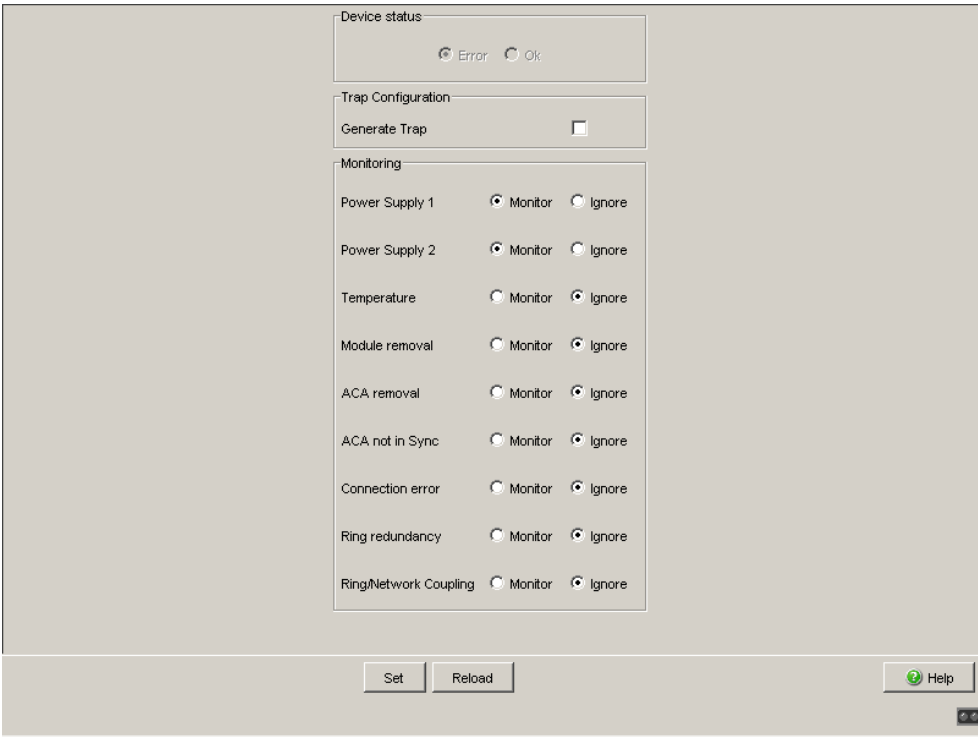 Device status
Error Ok
Trap Configuration
Generate Trap
Monitoring
Power Supply 1 Monitor Ignore
Power Supply 2 Monitor Ignore
Temperature Monitor Ignore
Module removal Monitor Ignore
ACA removal Monitor Ignore
ACA not in Sync Monitor Ignore
Connection error Monitor Ignore
Ring redundancy Monitor Ignore
Ring/Network Coupling Monitor Ignore
Set Reload Help